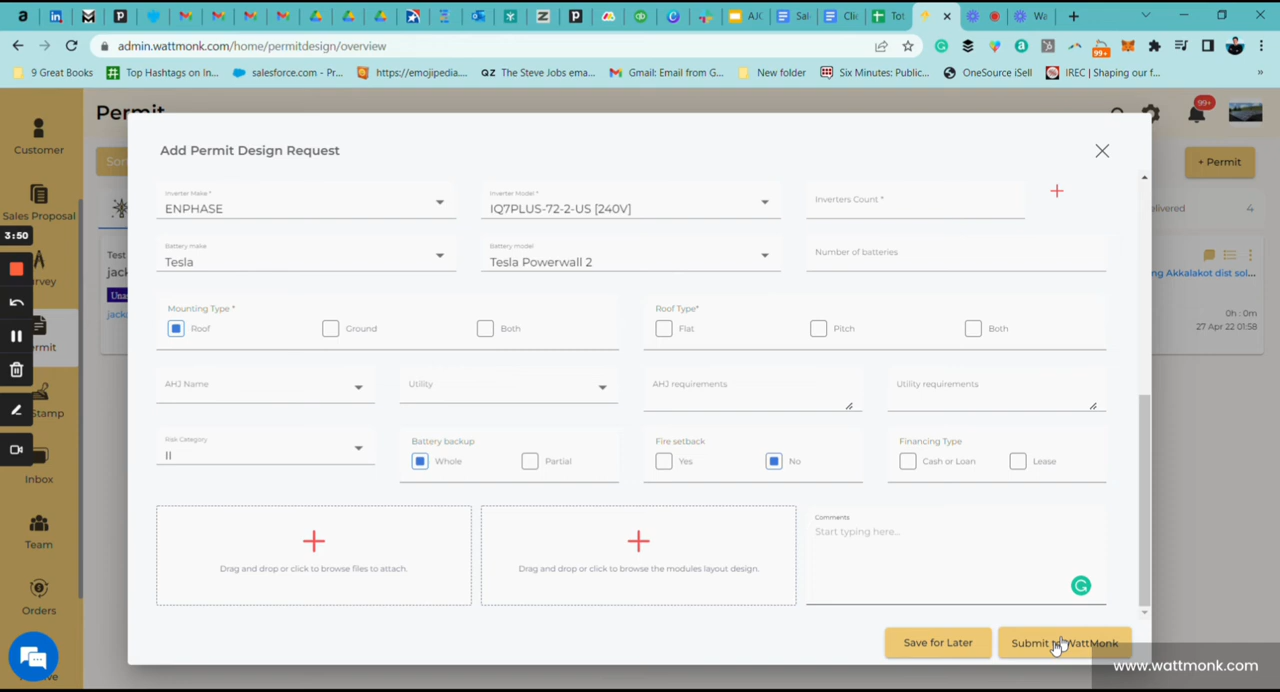 admin.wattmonk.com/home/permitdesign/overview
9 Great Books
Top Hashtags on In...
salesforce.com - Pr...
https://emojipedia....
QZ The Steve Jobs ema...
Gmail: Email from G...
New folder
Six Minutes: Public...
OneSource iSell
IREC | Shaping our f...
»
Permit
99+
Customer
Sales Proposal
3:50
Inbox
Team
Orders
+ Permit
4
27 Apr 22 01:58
0h : 0m
ng Akkalakot dist sol...
Add Permit Design Request
Inverter Make *
ENPHASE
Inverter Model *
IQ7PLUS-72-2-US [240V]
Inverters Count *
Battery make
Tesla
Battery model
Tesla Powerwall 2
Number of batteries
Mounting Type *
Roof
Ground
Both
Roof Type*
Flat
Pitch
Both
AHJ Name
Utility
AHJ requirements
Utility requirements
Risk Category
II
Battery backup
Whole
Partial
Fire setback
Yes
No
Financing Type
Cash or Loan
Lease
Drag and drop or click to browse files to attach.
Drag and drop or click to browse the modules layout design.
Comments
Start typing here...
Save for Later
Submit to WattMonk
www.wattmonk.com